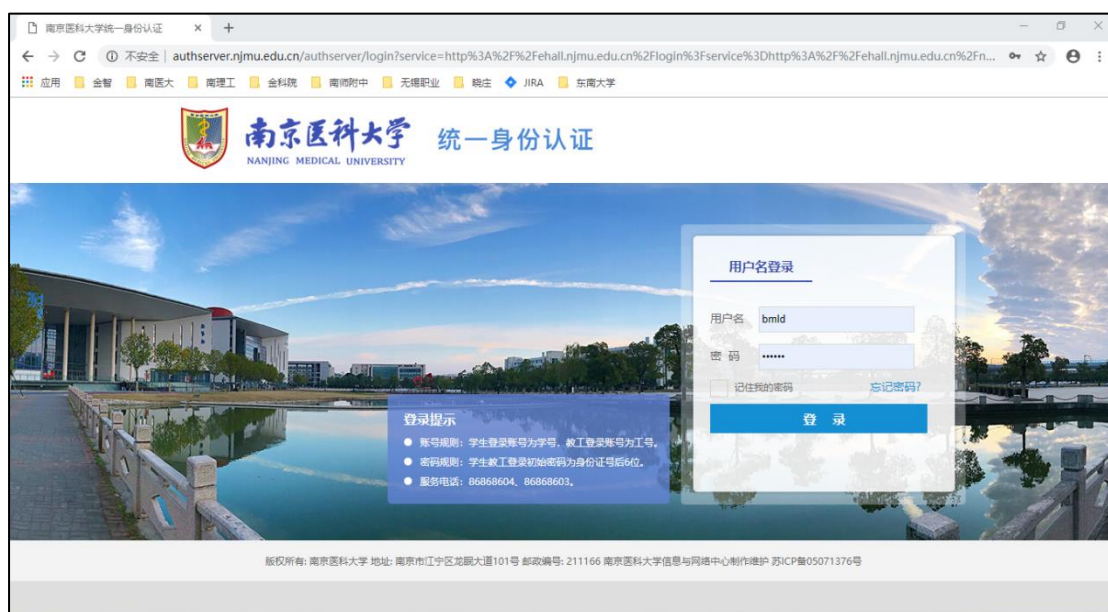 南京医科大学统一身份认证
不安全 | authserver.njmu.edu.cn/authserver/login?service=http%3A%2F%2Fehall.njmu.edu.cn%2Flogin%3Fservice%3Dhttp%3A%2F%2Fehall.njmu.edu.cn%2Fn...
应用 金智 南医大 南理工 金科院 南师附中 无锡职业 晓庄 JIRA 东南大学
南京医科大学 统一身份认证
NANJING MEDICAL UNIVERSITY
用户名登录
用户名 bmld
密 码 ••••••
记住我的密码 忘记密码?
登 录
登录提示
● 账号规则：学生登录账号为学号、教工登录账号为工号。
● 密码规则：学生教工登录初始密码为身份证号后6位。
● 服务电话：86868604、86868603。
版权所有: 南京医科大学 地址: 南京市江宁区龙眠大道101号 邮政编号: 211166 南京医科大学信息与网络中心制作维护 苏ICP备05071376号